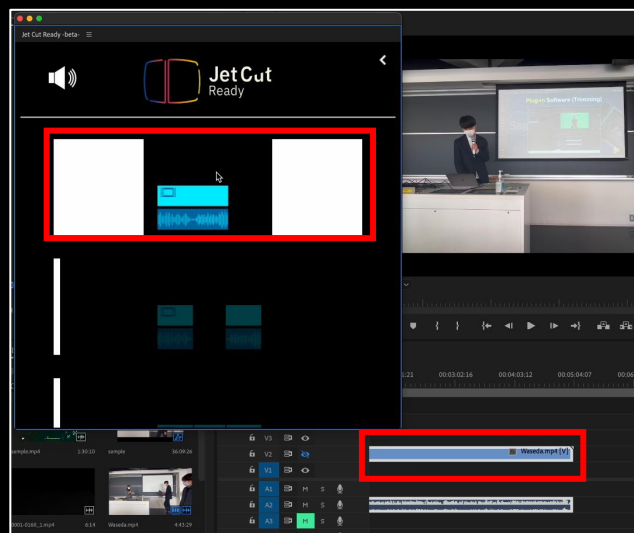 Jet Cut Ready -beta-
Jet Cut
Ready
Plug-in Software (Trimming)
:21
00:03:02:16
00:04:03:12
00:05:04:07
00:06
V3
V2
V1
A1
M
S
A2
M
S
A3
M
S
Waseda.mp4 [V]
sample.mp4
1:30:10
sample
36:09:26
0001-0160_1.mp4
6:14
Waseda.mp4
4:43:29